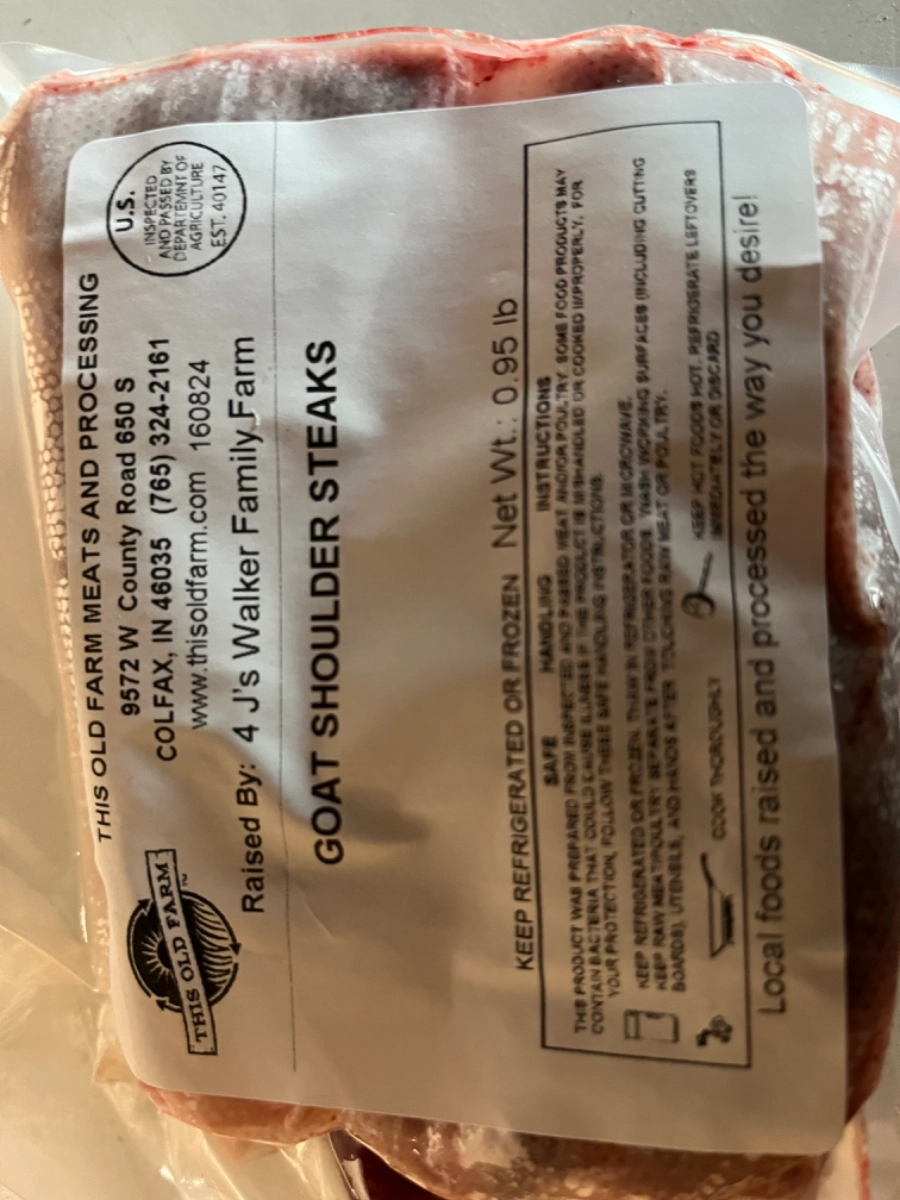 THIS OLD FARM MEATS AND PROCESSING
9572 W County Road 650 S
COLFAX, IN 46035 (765) 324-2161
www.thisoldfarm.com 160824
Raised By: 4 J's Walker Family Farm
THIS OLD FARM
TM
U.S.
INSPECTED
AND PASSED BY
DEPARTEMNT OF
AGRICULTURE
EST. 40147
GOAT SHOULDER STEAKS
KEEP REFRIGERATED OR FROZEN Net Wt.: 0.95 lb
SAFE HANDLING INSTRUCTIONS
THIS PRODUCT WAS PREPARED FROM INSPECTED AND PASSED MEAT AND/OR POULTRY. SOME FOOD PRODUCTS MAY
CONTAIN BACTERIA THAT COULD CAUSE ILLNESS IF THE PRODUCT IS MISHANDLED OR COOKED IMPROPERLY. FOR
YOUR PROTECTION, FOLLOW THESE SAFE HANDLING INSTRUCTIONS.
KEEP REFRIGERATED OR FROZEN. THAW IN REFRIGERATOR OR MICROWAVE.
KEEP RAW MEAT/POULTRY SEPARATE FROM OTHER FOODS. WASH WORKING SURFACES (INCLUDING CUTTING
BOARDS), UTENSILS, AND HANDS AFTER TOUCHING RAW MEAT OR POULTRY.
COOK THOROUGHLY
KEEP HOT FOODS HOT. REFRIGERATE LEFTOVERS
IMMEDIATELY OR DISCARD
Local foods raised and processed the way you desire!